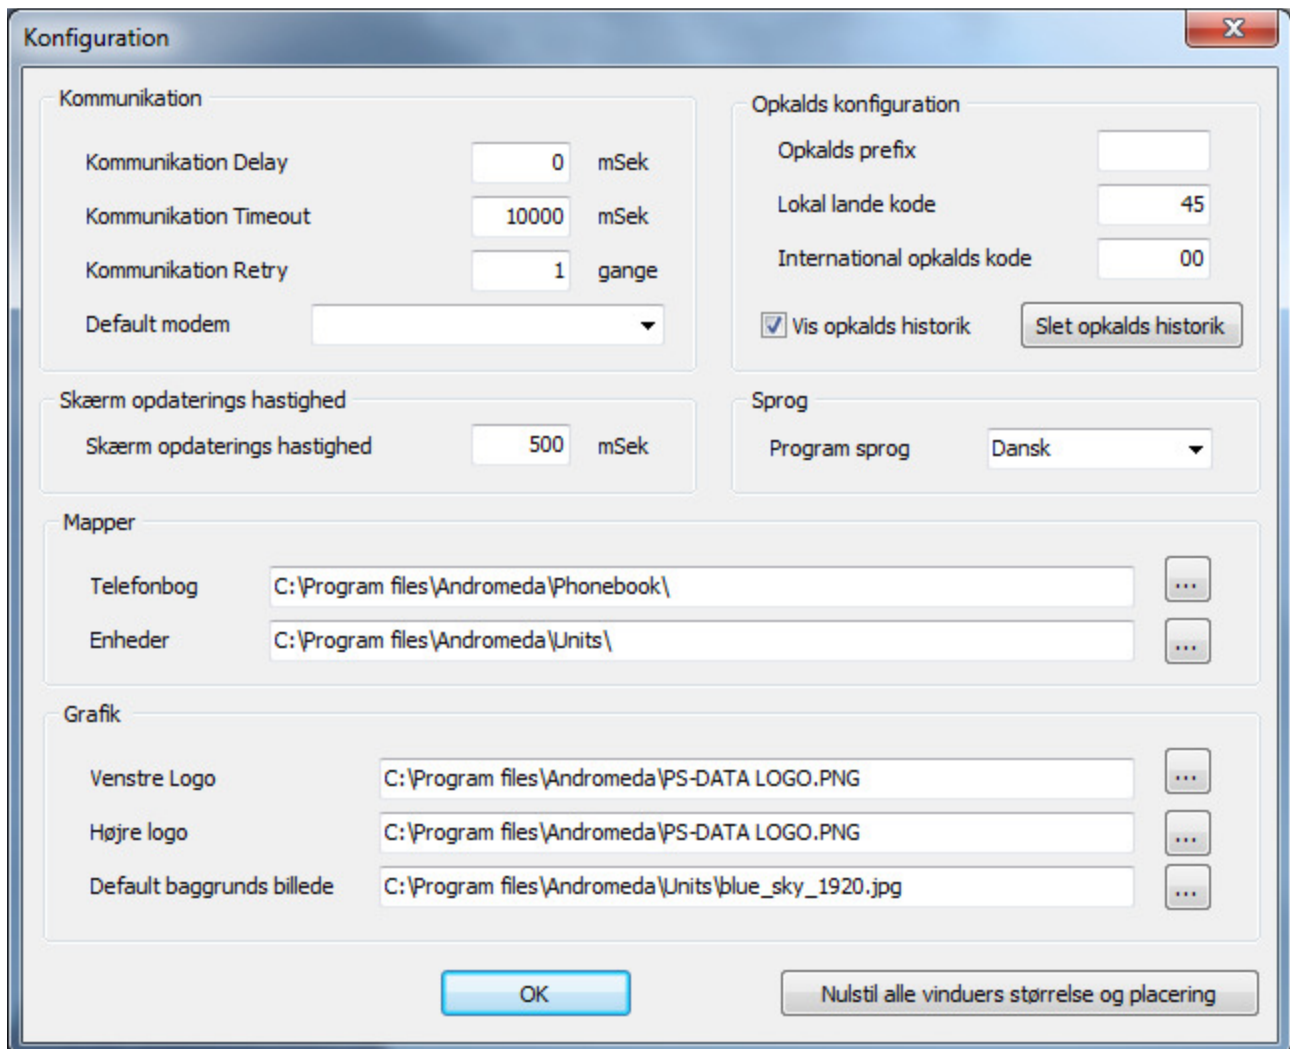 Konfiguration
Kommunikation
Kommunikation Delay 0 mSek
Kommunikation Timeout 10000 mSek
Kommunikation Retry 1 gange
Default modem
Opkalds konfiguration
Opkalds prefix
Lokal lande kode 45
International opkalds kode 00
Vis opkalds historik Slet opkalds historik
Skærm opdaterings hastighed
Skærm opdaterings hastighed 500 mSek
Sprog
Program sprog Dansk
Mapper
Telefonbog C:\Program files\Andromeda\Phonebook\ ...
Enheder C:\Program files\Andromeda\Units\ ...
Grafik
Venstre Logo C:\Program files\Andromeda\PS-DATA LOGO.PNG ...
Højre logo C:\Program files\Andromeda\PS-DATA LOGO.PNG ...
Default baggrunds billede C:\Program files\Andromeda\Units\blue_sky_1920.jpg ...
OK Nulstil alle vinduers størrelse og placering